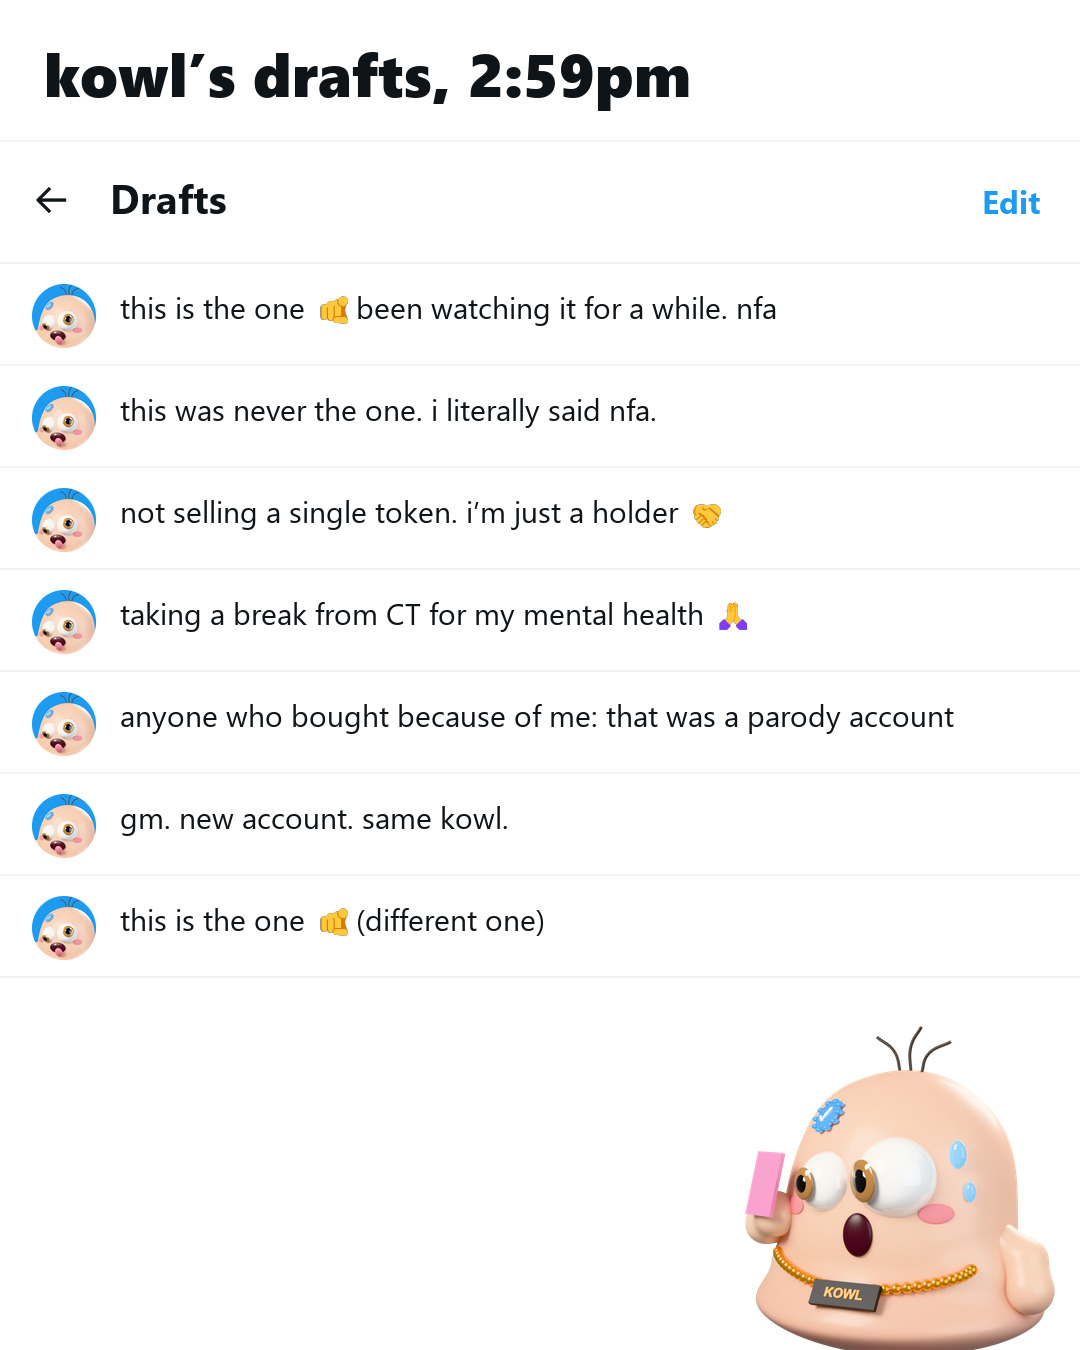 kowl′s drafts, 2:59pm
Drafts
Edit
this is the one 🫵 been watching it for a while. nfa
this was never the one. i literally said nfa.
not selling a single token. i′m just a holder 🤝
taking a break from CT for my mental health 🙏
anyone who bought because of me: that was a parody account
gm. new account. same kowl.
this is the one 🫵 (different one)
KOWL